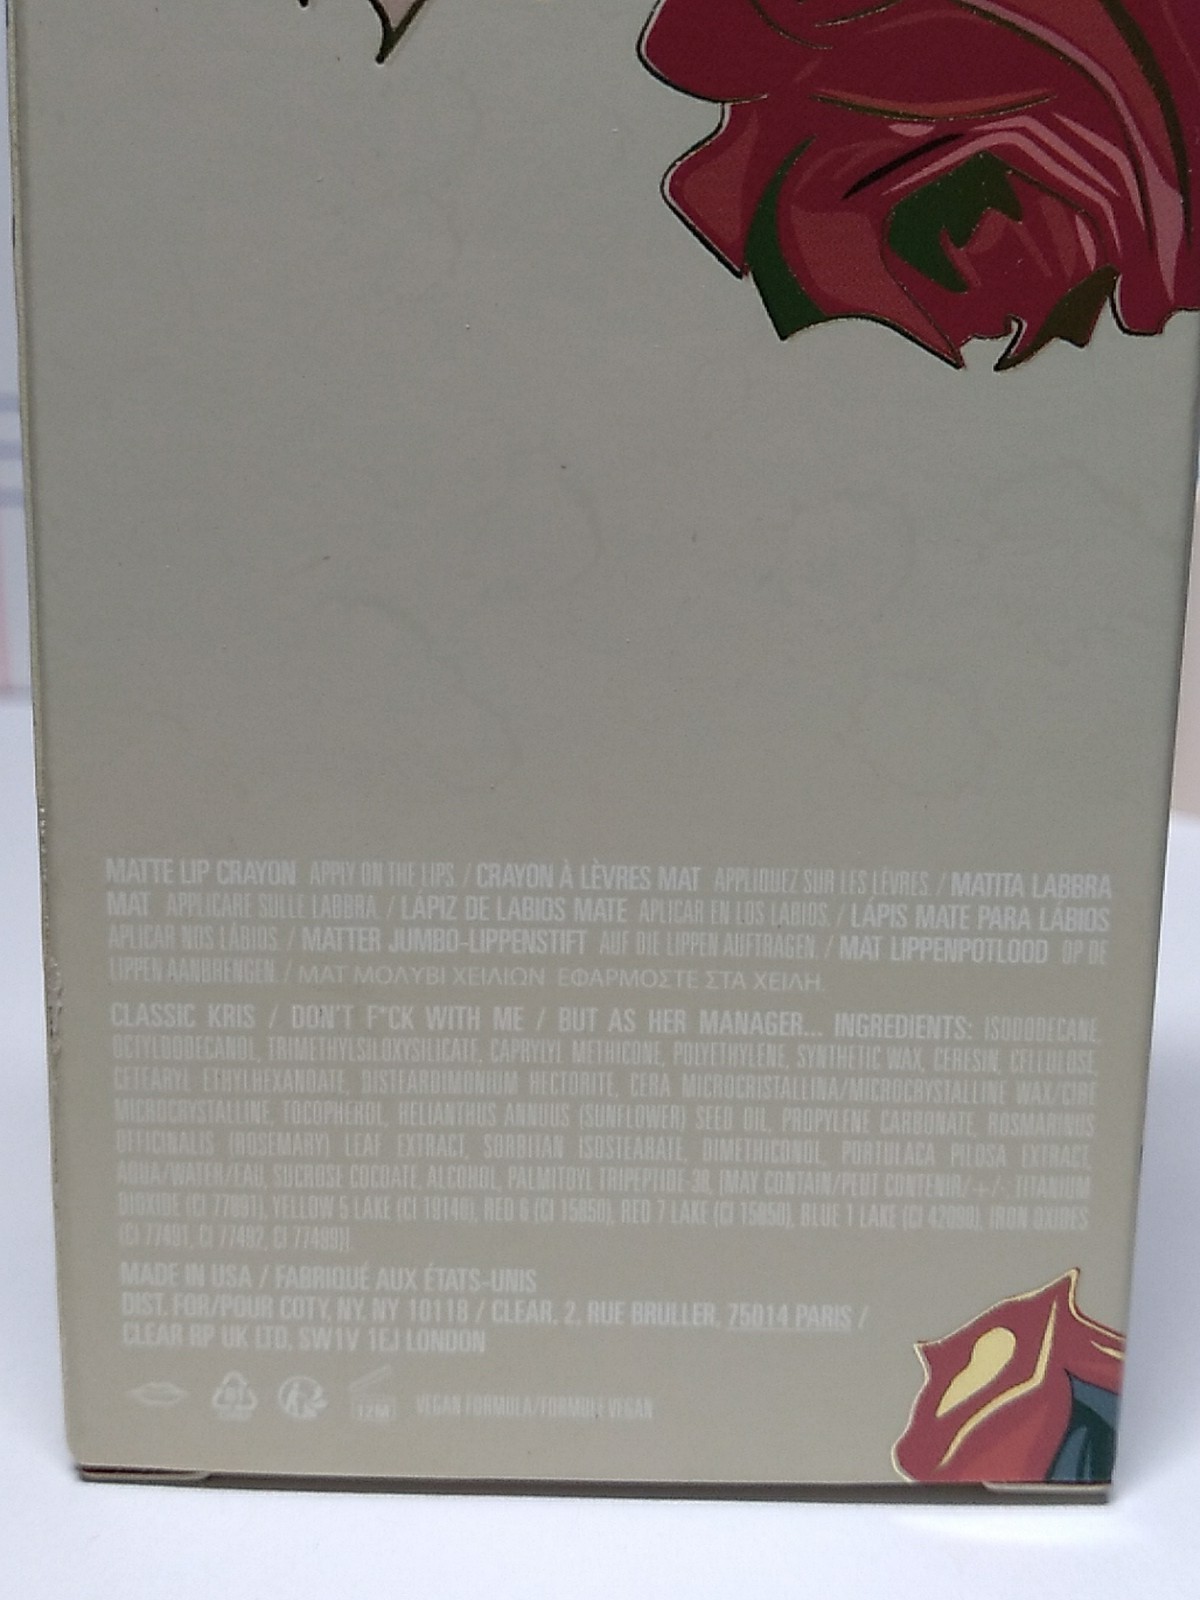 MATTE LIP CRAYON APPLY ON THE LIPS. / CRAYON À LÈVRES MAT APPLIQUEZ SUR LES LÈVRES. / MATITA LABBRA
MAT APPLICARE SULLE LABBRA. / LÁPIZ DE LABIOS MATE APLICAR EN LOS LABIOS. / LÁPIS MATE PARA LÁBIOS
APLICAR NOS LÁBIOS. / MATTER JUMBO-LIPPENSTIFT AUF DIE LIPPEN AUFTRAGEN. / MAT LIPPENPOTLOOD OP DE
LIPPEN AANBRENGEN. / ΜΑΤ ΜΟΛΥΒΙ ΧΕΙΛΙΩΝ ΕΦΑΡΜΟΣΤΕ ΣΤΑ ΧΕΙΛΗ.
CLASSIC KRIS / DON'T F*CK WITH ME / BUT AS HER MANAGER... INGREDIENTS: ISODODECANE,
OCTYLDODECANOL, TRIMETHYLSILOXYSILICATE, CAPRYLYL METHICONE, POLYETHYLENE, SYNTHETIC WAX, CERESIN, CELLULOSE,
CETEARYL ETHYLHEXANOATE, DISTEARDIMONIUM HECTORITE, CERA MICROCRISTALLINA/MICROCRYSTALLINE WAX/CIRE
MICROCRYSTALLINE, TOCOPHEROL, HELIANTHUS ANNUUS (SUNFLOWER) SEED OIL, PROPYLENE CARBONATE, ROSMARINUS
OFFICINALIS (ROSEMARY) LEAF EXTRACT, SORBITAN ISOSTEARATE, DIMETHICONOL, PORTULACA PILOSA EXTRACT,
AQUA/WATER/EAU, SUCROSE COCOATE, ALCOHOL, PALMITOYL TRIPEPTIDE-38, [MAY CONTAIN/PEUT CONTENIR/+/-: TITANIUM
DIOXIDE (CI 77891), YELLOW 5 LAKE (CI 19140), RED 6 (CI 15850), RED 7 LAKE (CI 15850), BLUE 1 LAKE (CI 42090), IRON OXIDES
(CI 77491, CI 77492, CI 77499)].
MADE IN USA / FABRIQUÉ AUX ÉTATS-UNIS
DIST. FOR/POUR COTY, NY, NY 10118 / CLEAR, 2, RUE BRULLER, 75014 PARIS /
CLEAR RP UK LTD, SW1V 1EJ LONDON
81 12M VEGAN FORMULA/FORMULE VEGAN